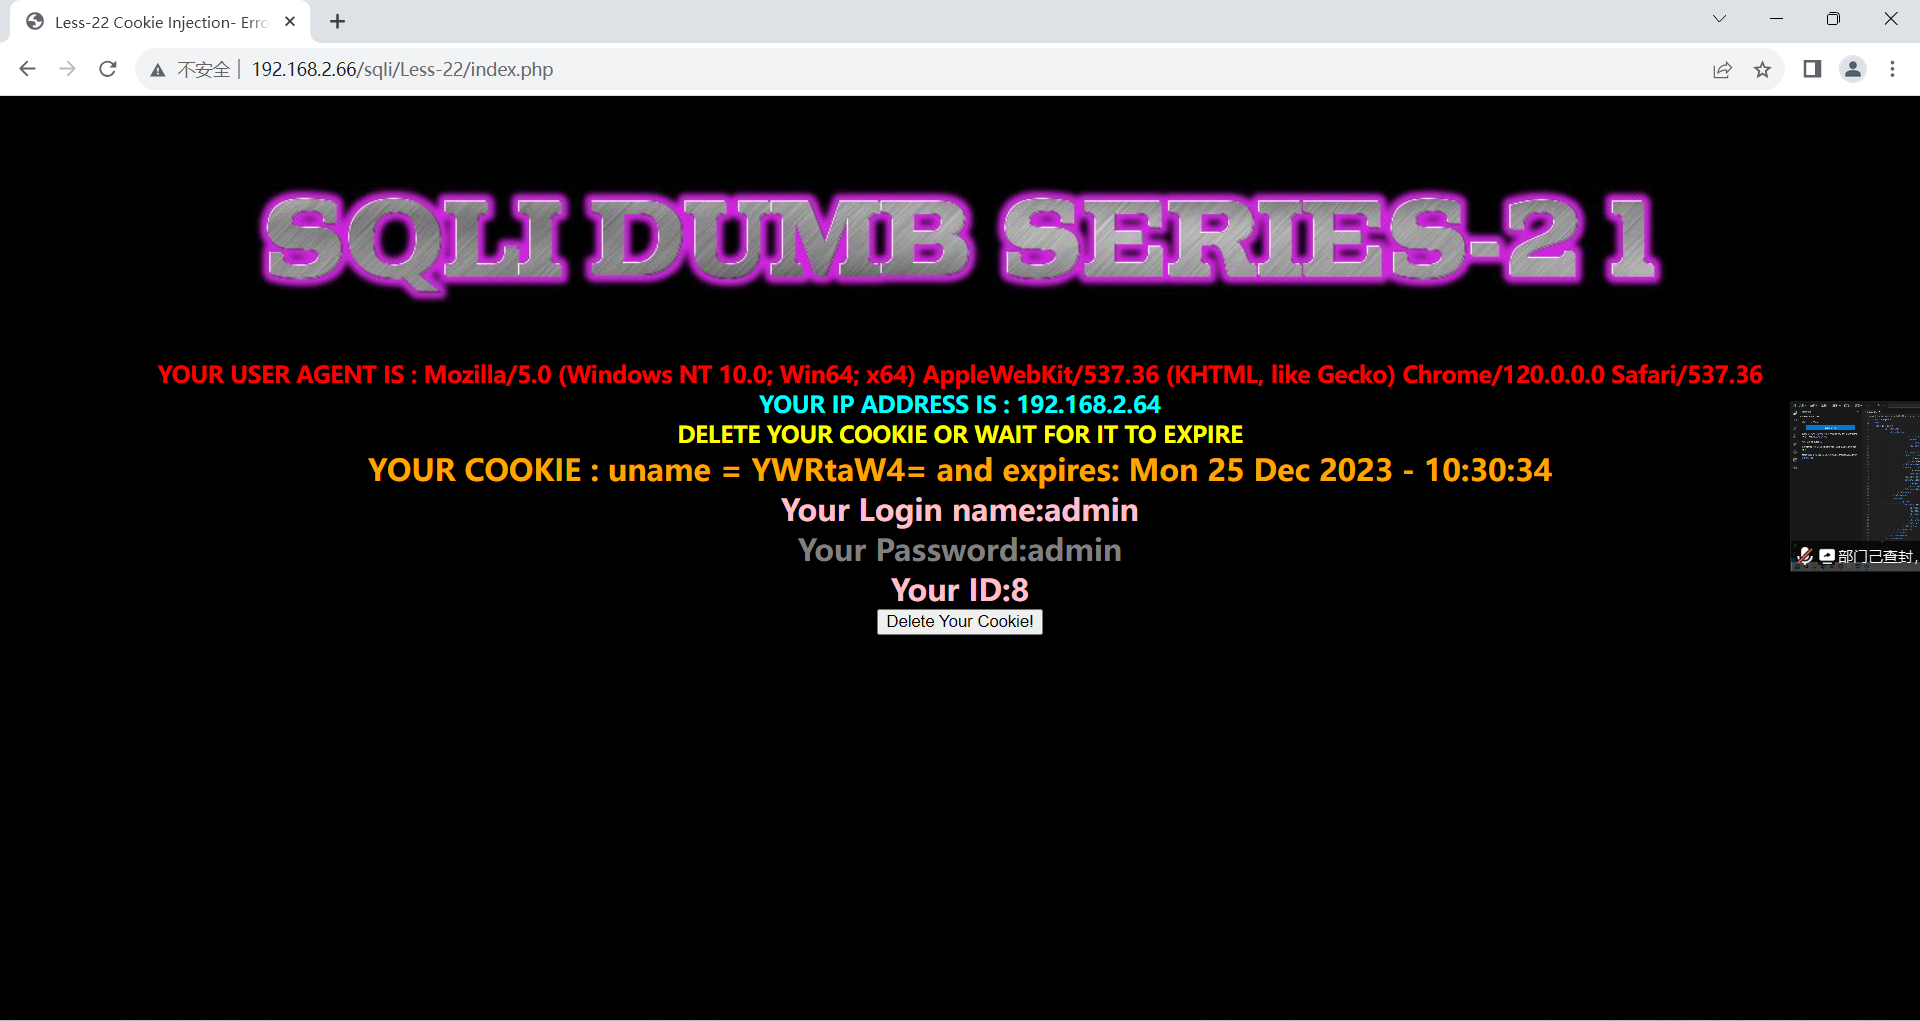 Less-22 Cookie Injection- Erro
不安全 192.168.2.66/sqli/Less-22/index.php
SQLI DUMB SERIES-21
YOUR USER AGENT IS : Mozilla/5.0 (Windows NT 10.0; Win64; x64) AppleWebKit/537.36 (KHTML, like Gecko) Chrome/120.0.0.0 Safari/537.36
YOUR IP ADDRESS IS : 192.168.2.64
DELETE YOUR COOKIE OR WAIT FOR IT TO EXPIRE
YOUR COOKIE : uname = YWRtaW4= and expires: Mon 25 Dec 2023 - 10:30:34
Your Login name:admin
Your Password:admin
部门己查封,
Your ID:8
Delete Your Cookie!